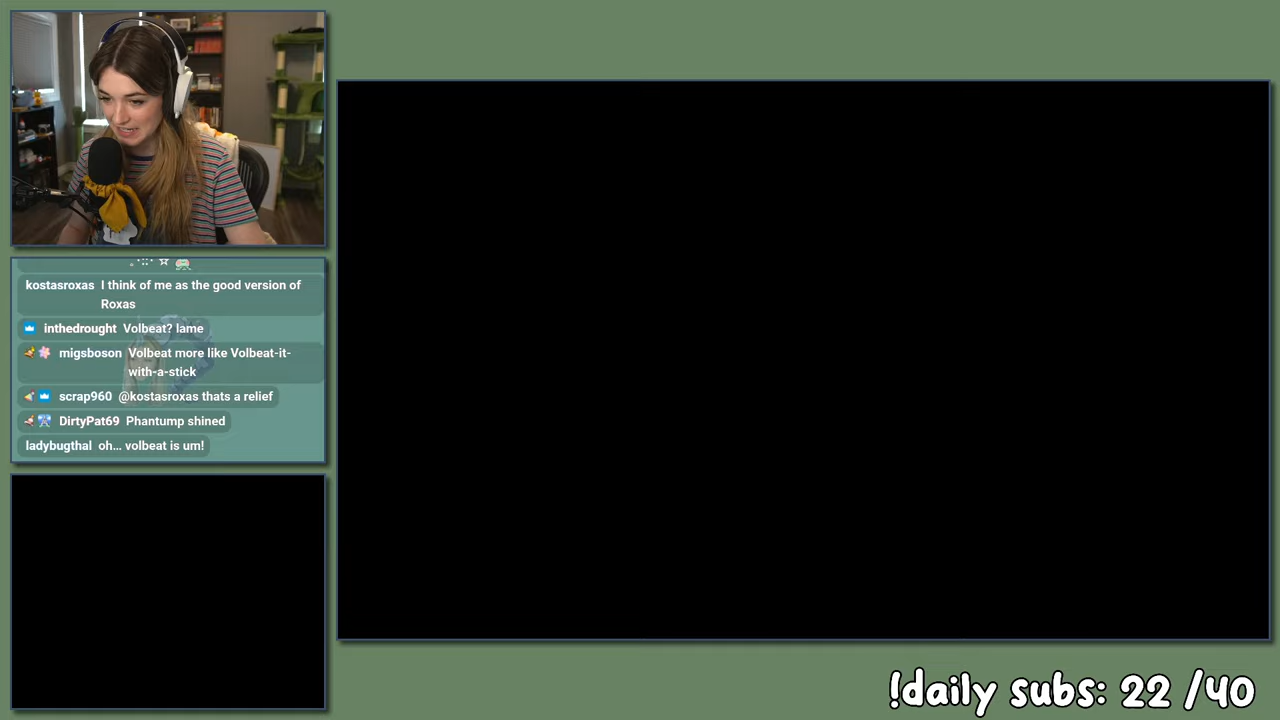 kostasroxas I think of me as the good version of
Roxas
inthedrought Volbeat? lame
migsboson Volbeat more like Volbeat-it-
with-a-stick
scrap960 @kostasroxas thats a relief
DirtyPat69 Phantump shined
ladybugthal oh... volbeat is um!
!daily subs: 22 /40